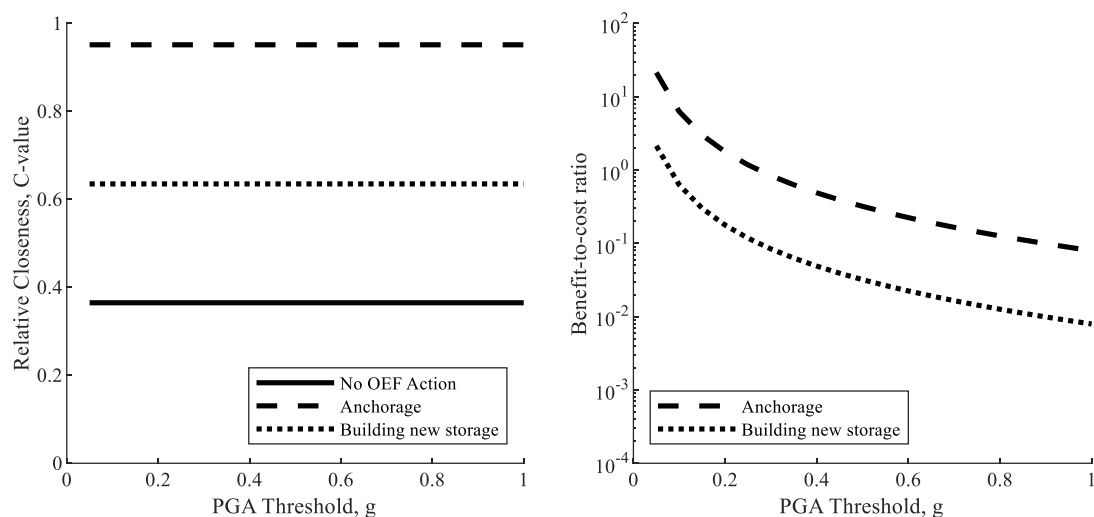 Relative Closeness, C-value
1
0.8
0.6
0.4
0.2
0
0
0.2
0.4
0.6
0.8
1
PGA Threshold, g
No OEF Action
Anchorage
Building new storage
Benefit-to-cost ratio
10^2
10^1
10^0
10^-1
10^-2
10^-3
10^-4
0
0.2
0.4
0.6
0.8
1
PGA Threshold, g
Anchorage
Building new storage